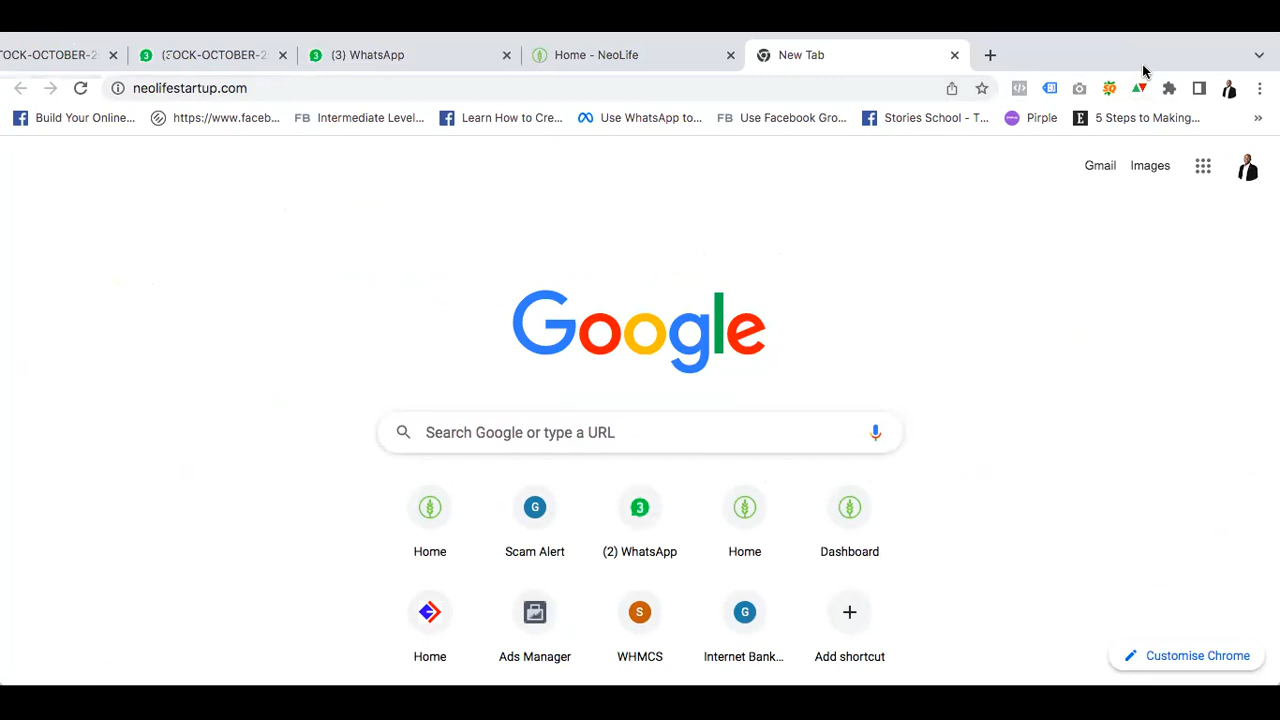 TOCK-OCTOBER-2
(3TOCK-OCTOBER-2
(3) WhatsApp
Home - NeoLife
New Tab
neolifestartup.com
Build Your Online...
https://www.faceb...
FB Intermediate Level...
Learn How to Cre...
Use WhatsApp to...
FB Use Facebook Gro...
Stories School - T...
Pirple
E 5 Steps to Making...
»
Gmail
Images
Google
Search Google or type a URL
Home
G
Scam Alert
3
(2) WhatsApp
Home
Dashboard
Home
Ads Manager
S
WHMCS
G
Internet Bank...
Add shortcut
Customise Chrome